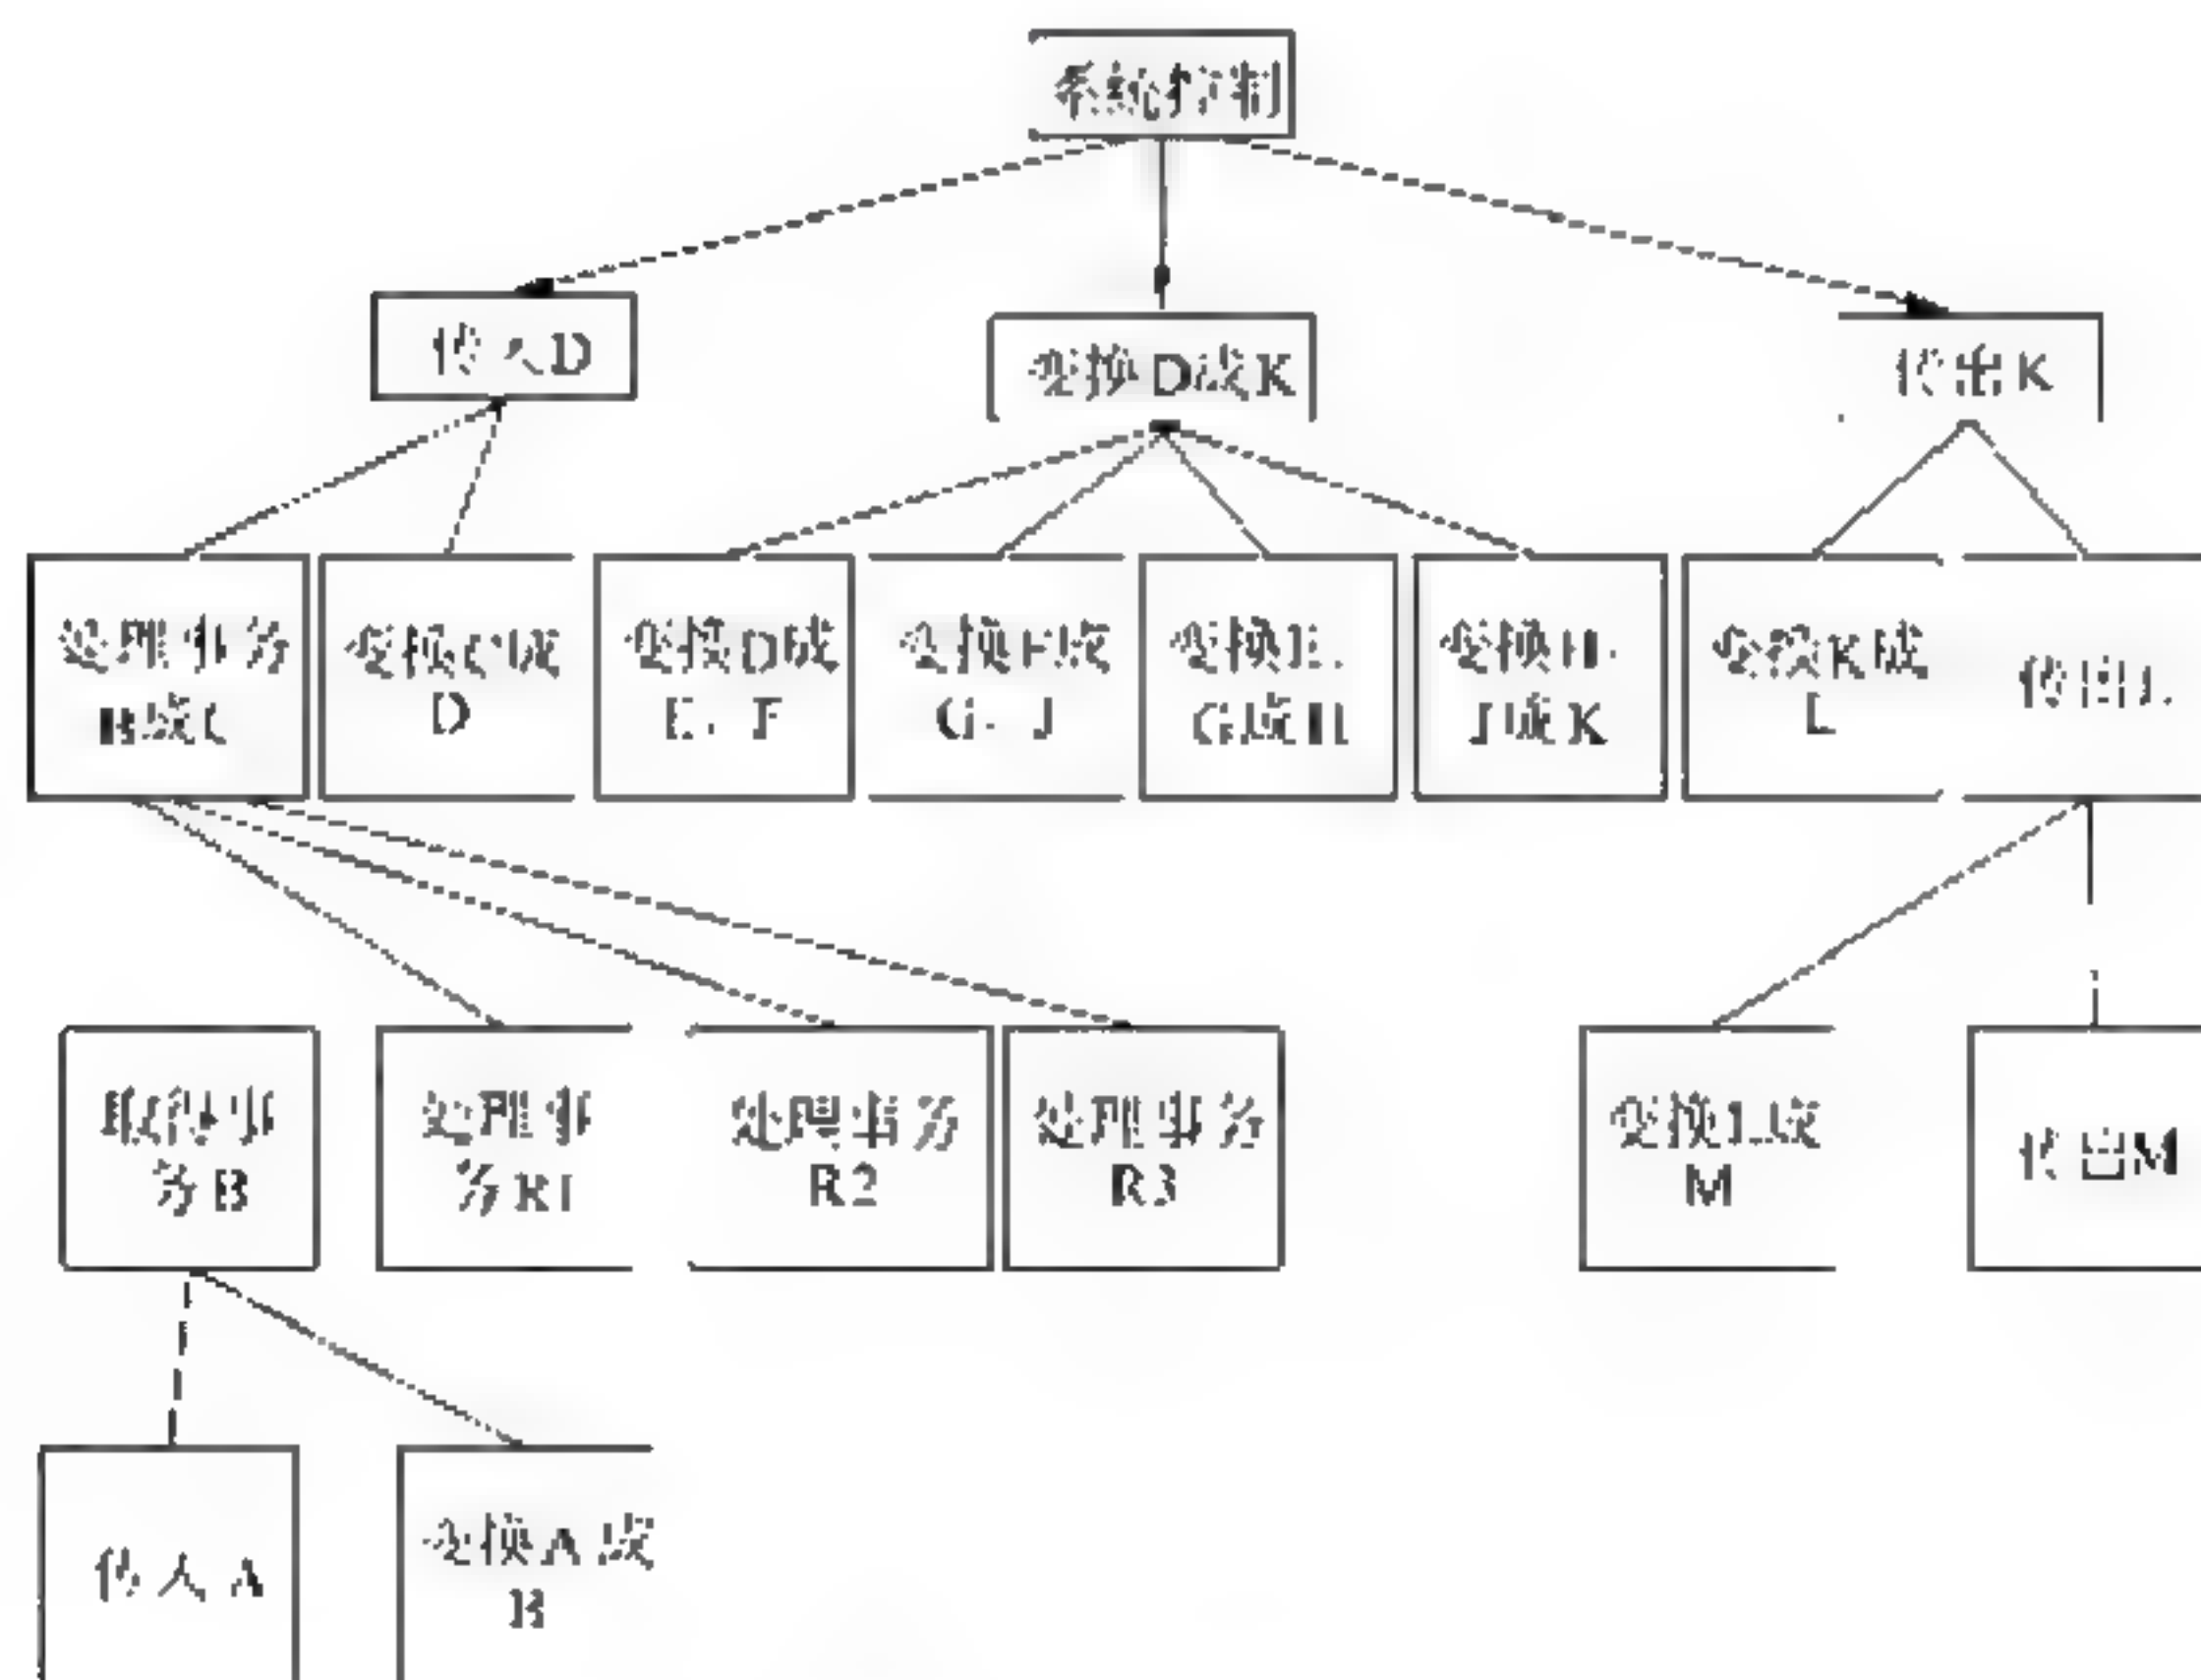 系统控制
传入D
变换D成K
传出K
处理事务
B成C
变换C成
D
变换D成
E、F
变换F成
G、J
变换E、
G成H
变换H、
J成K
变换K成
L
传出L
取得事
务B
处理事
务R1
处理事务
R2
处理事务
R3
变换L成
M
传出M
传入A
变换A成
B